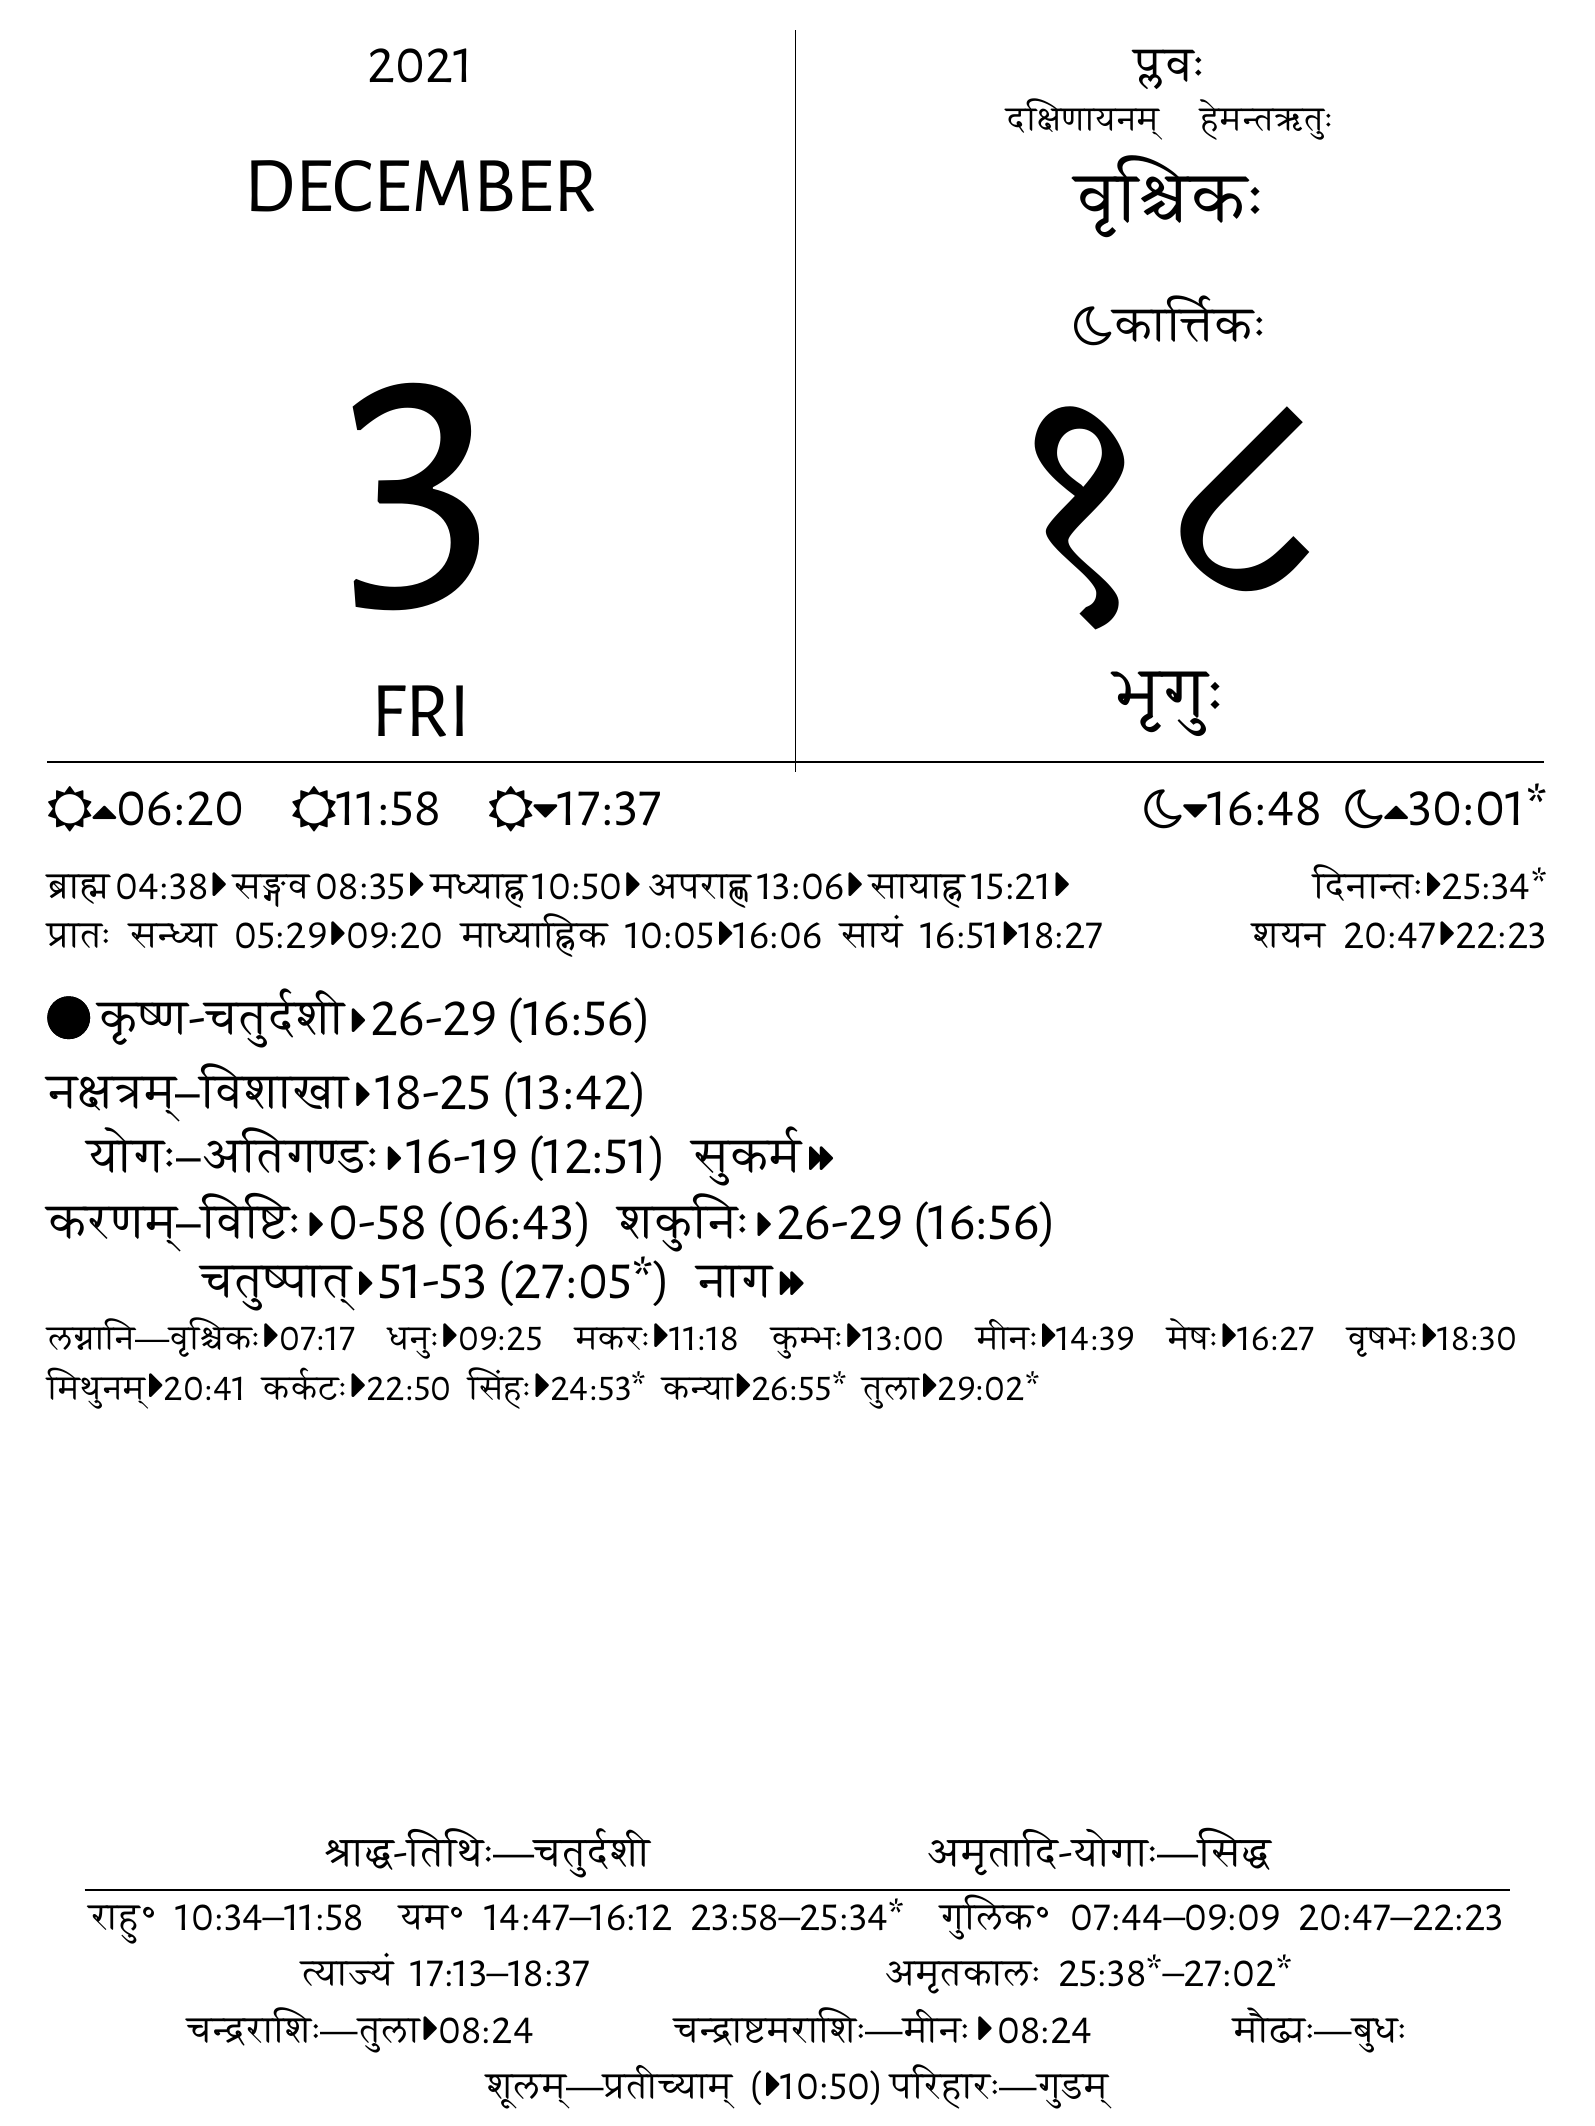 2021
DECEMBER
3
FRI
प्लवः
दक्षिणायनम् हेमन्तऋतुः
वृश्चिकः
कार्त्तिकः
१८
भृगुः
06:20 11:58 17:37 16:48 30:01*
ब्राह्म 04:38 सङ्गव 08:35 मध्याह्न 10:50 अपराह्ण 13:06 सायाह्न 15:21 दिनान्तः 25:34*
प्रातः सन्ध्या 05:29 09:20 माध्याह्निक 10:05 16:06 सायं 16:51 18:27 शयन 20:47 22:23
कृष्ण-चतुर्दशी 26-29 (16:56)
नक्षत्रम्–विशाखा 18-25 (13:42)
योगः–अतिगण्डः 16-19 (12:51) सुकर्म
करणम्–विष्टिः 0-58 (06:43) शकुनिः 26-29 (16:56)
चतुष्पात् 51-53 (27:05*) नाग
लग्नानि—वृश्चिकः 07:17 धनुः 09:25 मकरः 11:18 कुम्भः 13:00 मीनः 14:39 मेषः 16:27 वृषभः 18:30
मिथुनम् 20:41 कर्कटः 22:50 सिंहः 24:53* कन्या 26:55* तुला 29:02*
श्राद्ध-तिथिः—चतुर्दशी अमृतादि-योगाः—सिद्ध
राहु° 10:34–11:58 यम° 14:47–16:12 23:58–25:34* गुलिक° 07:44–09:09 20:47–22:23
त्याज्यं 17:13–18:37 अमृतकालः 25:38*–27:02*
चन्द्रराशिः—तुला 08:24 चन्द्राष्टमराशिः—मीनः 08:24 मौढ्यः—बुधः
शूलम्—प्रतीच्याम् (10:50) परिहारः—गुडम्